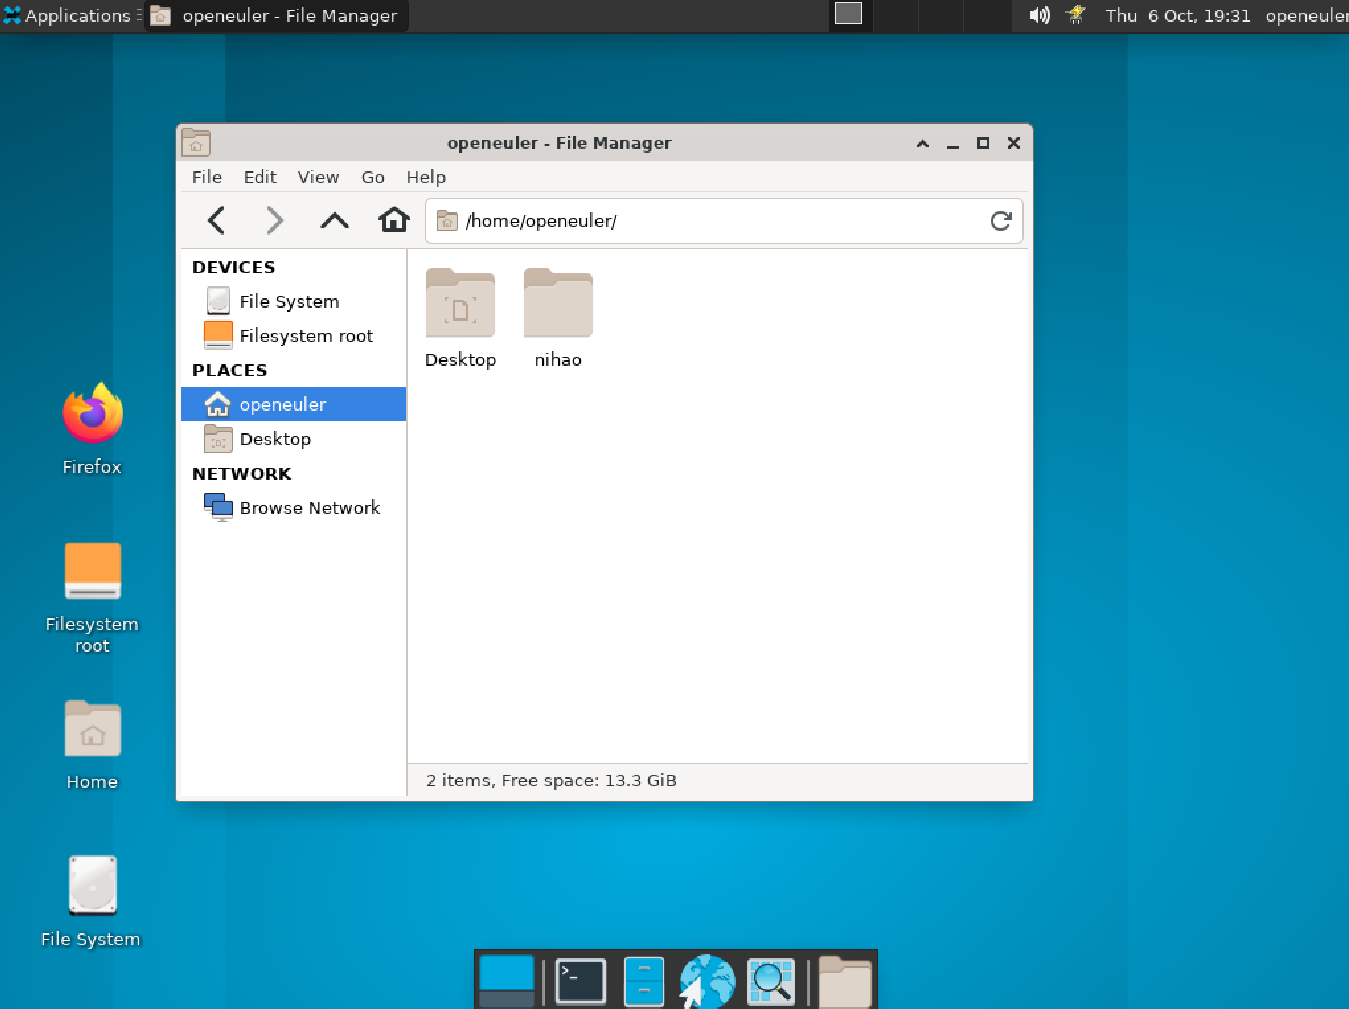 Applications
openeuler - File Manager
Thu 6 Oct, 19:31
openeuler
openeuler - File Manager
File Edit View Go Help
/home/openeuler/
DEVICES
File System
Filesystem root
PLACES
openeuler
Desktop
NETWORK
Browse Network
Desktop
nihao
2 items, Free space: 13.3 GiB
Firefox
Filesystem
root
Home
File System